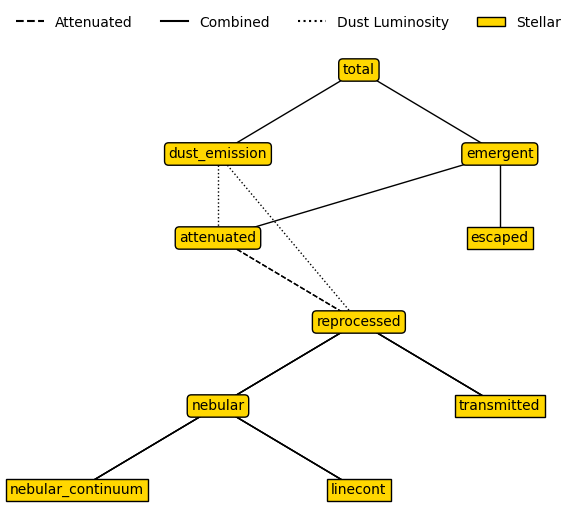 Attenuated Combined Dust Luminosity Stellar
total
dust_emission emergent
attenuated escaped
reprocessed
nebular transmitted
nebular_continuum linecont